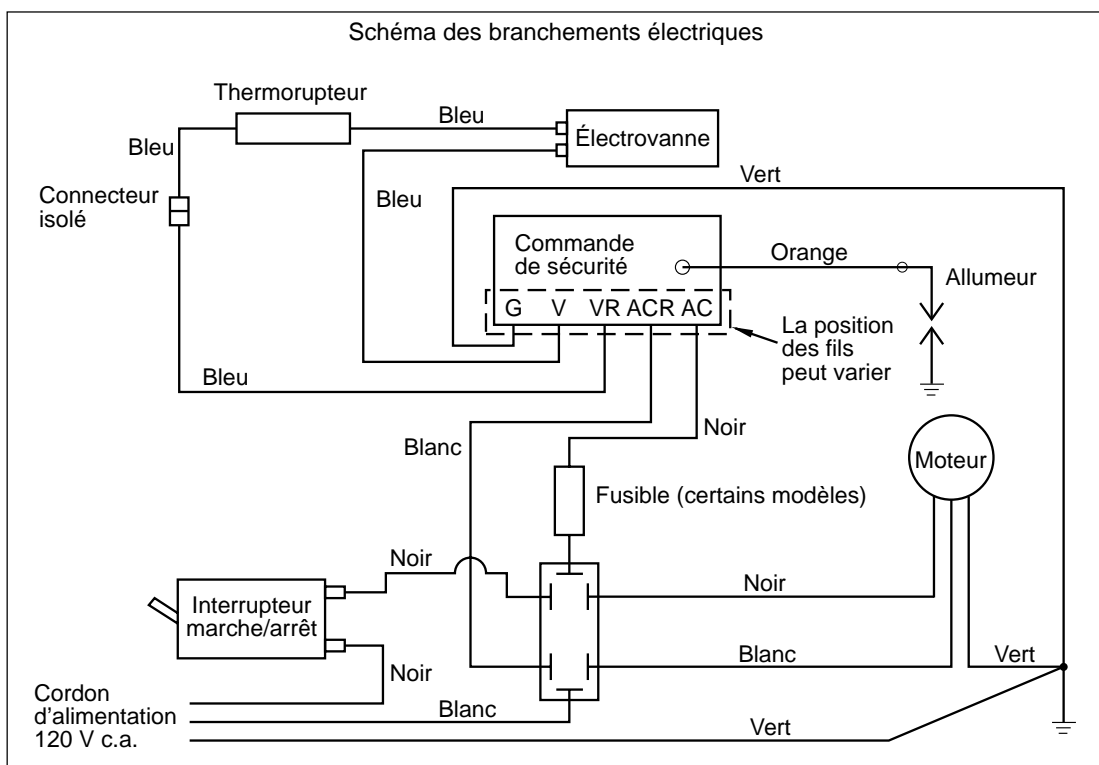 Schéma des branchements électriques
Thermorupteur
Bleu
Électrovanne
Bleu
Connecteur
isolé
Bleu
Vert
Commande
de sécurité
Orange
Allumeur
G V VR ACR AC
La position
des fils
peut varier
Bleu
Blanc
Noir
Moteur
Fusible (certains modèles)
Noir
Interrupteur
marche/arrêt
Noir
Blanc
Vert
Noir
Cordon
d'alimentation
120 V c.a.
Blanc
Vert